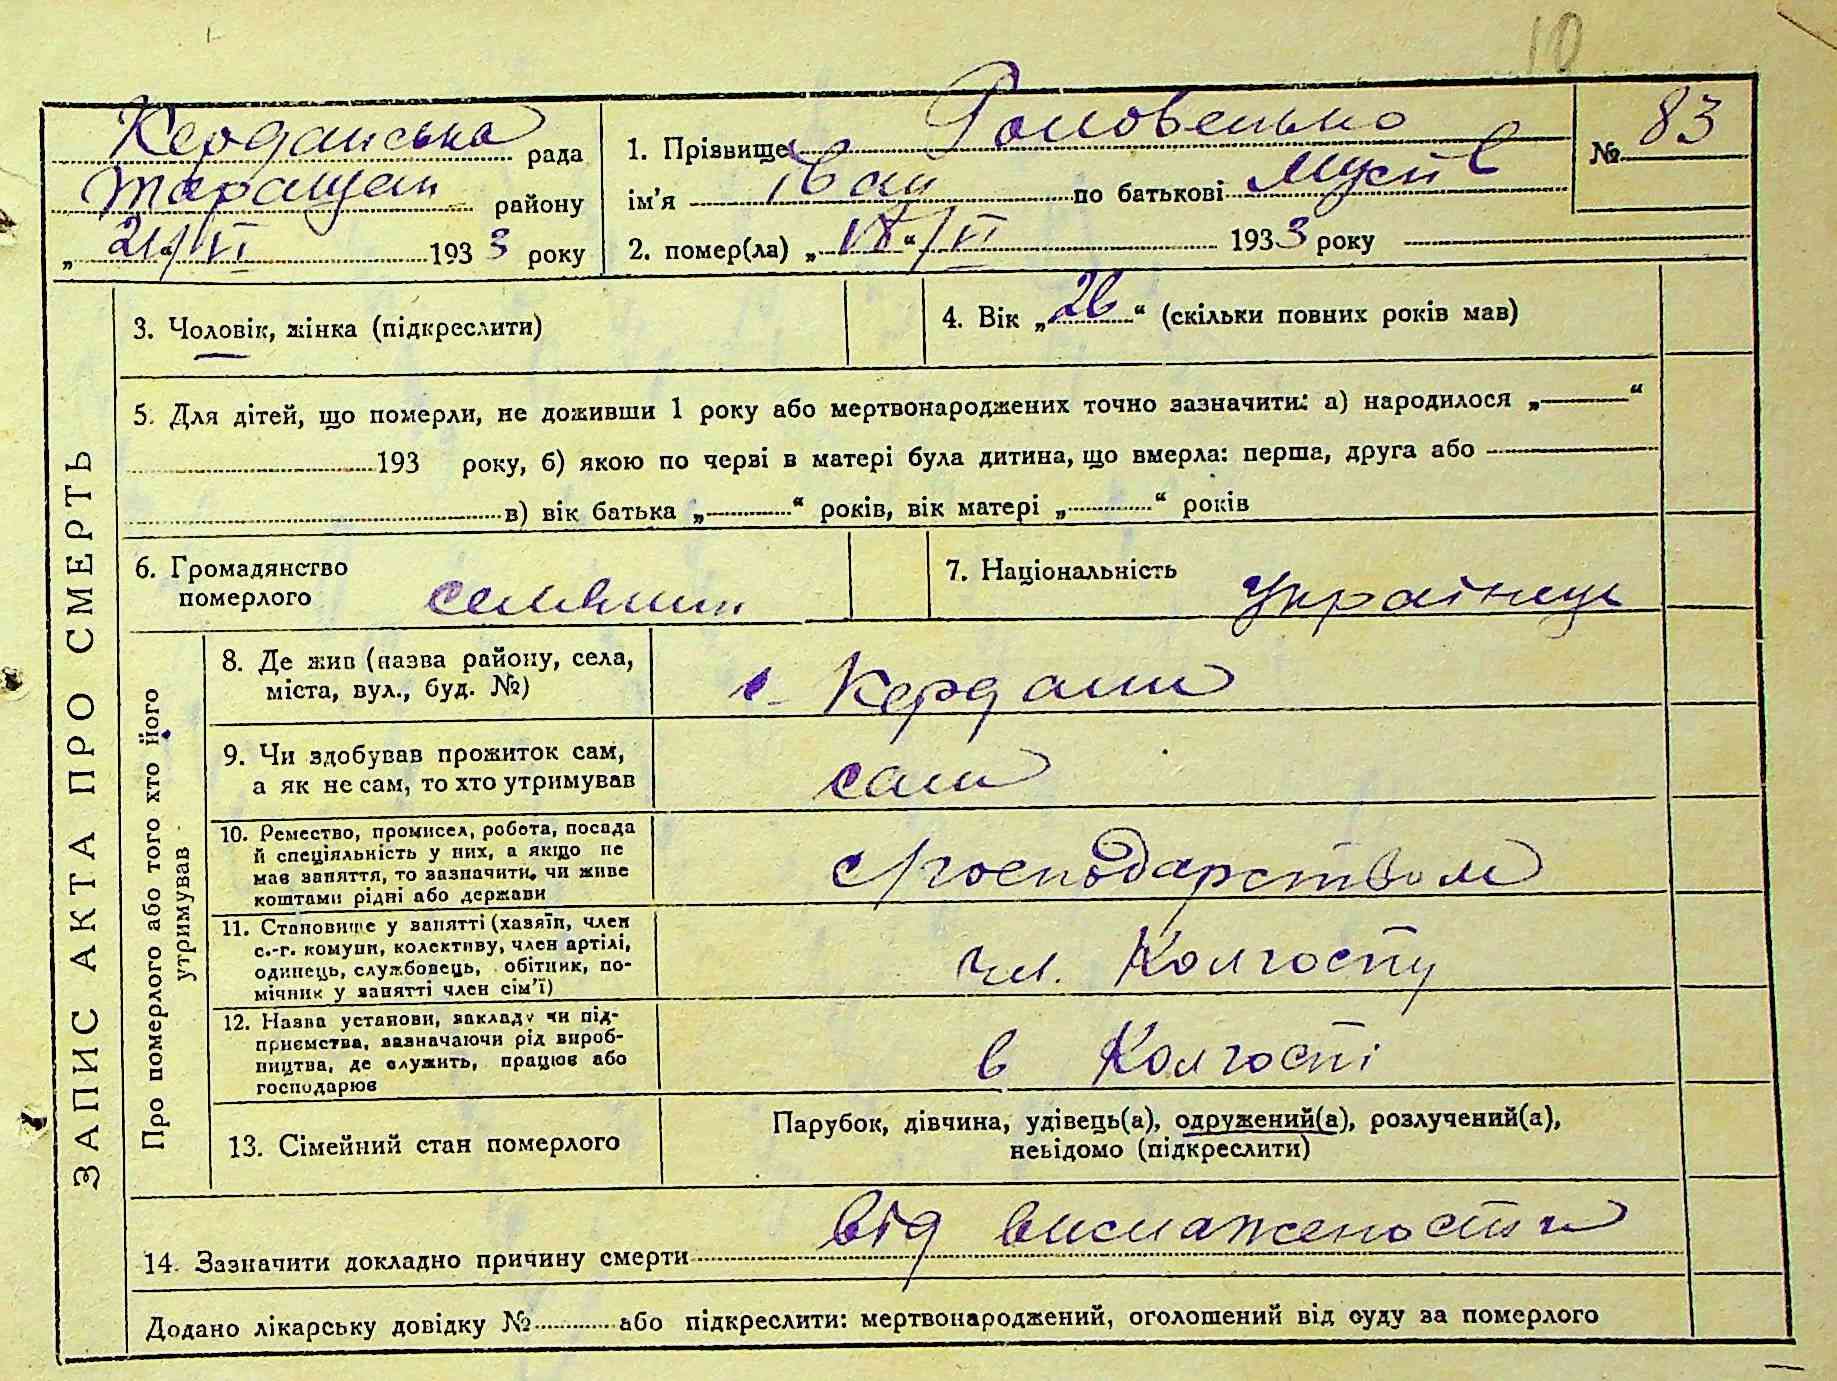 10
Керданська рада
Таращан району
„21“/VI 1933 року
1. Прізвище Головенько
ім’я Іван по батькові
2. помер(ла) „18“/VI 1933 року
№ 83
ЗАПИС АКТА ПРО СМЕРТЬ
3. Чоловік, жінка (підкреслити)
4. Вік „26“ (скільки повних років мав)
5. Для дітей, що померли, не доживши 1 року або мертвонароджених точно зазначити: а) народилося „ “
193 року, б) якою по черві в матері була дитина, що вмерла: перша, друга або
в) вік батька „ “ років, вік матері „ “ років
6. Громадянство
померлого селянин
7. Національність Українець
Про померлого або того хто його
утримував
8. Де жив (назва району, села,
міста, вул., буд. №)
с. Кердани
9. Чи здобував прожиток сам,
а як не сам, то хто утримував
сам
10. Ремество, промисел, робота, посада
й спеціяльність у них, а якщо не
мав заняття, то зазначити, чи живе
коштами рідні або держави
с/господарством
11. Становище у занятті (хазяїн, член
с.-г. комуни, колективу, член артілі,
одинець, службовець, обітник, по-
мічник у занятті член сім’ї)
чл. Колгоспу
12. Назва установи, закладу чи під-
приємства, зазначаючи рід вироб-
ництва, де служить, працює або
господарює
в Колгоспі
13. Сімейний стан померлого
Парубок, дівчина, удівець(а), одружений(а), розлучений(а),
невідомо (підкреслити)
14. Зазначити докладно причину смерти від висмажености
Додано лікарську довідку № або підкреслити: мертвонароджений, оголошений від суду за померлого